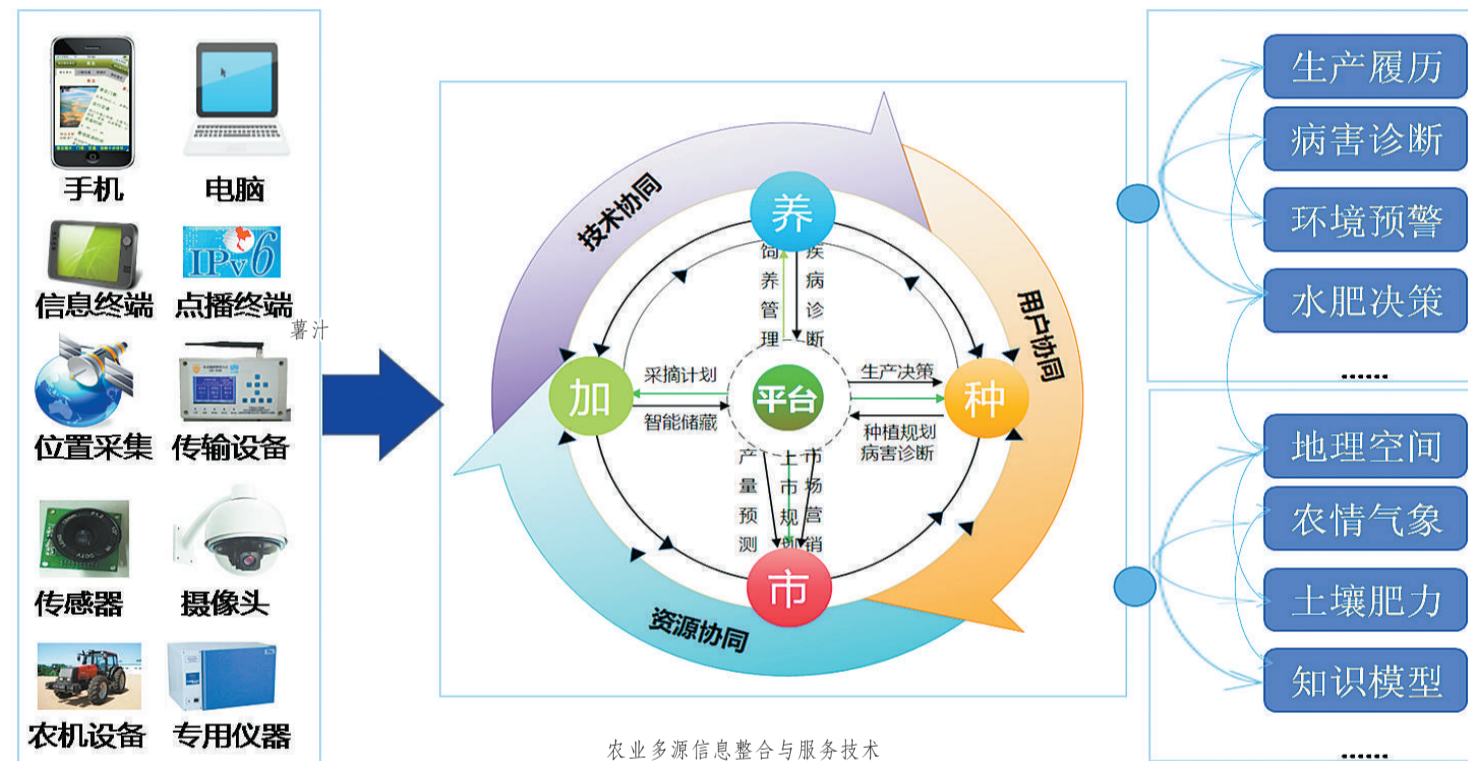 手机
电脑
IPv6
信息终端
点播终端
薯汁
位置采集
传输设备
传感器
摄像头
农机设备
专用仪器
技术协同
用户协同
资源协同
养
加
种
市
平台
饲养管理
疾病诊断
采摘计划
智能储藏
生产决策
种植规划
病害诊断
产量预测
上市规划
市场营销
农业多源信息整合与服务技术
生产履历
病害诊断
环境预警
水肥决策
......
地理空间
农情气象
土壤肥力
知识模型
......